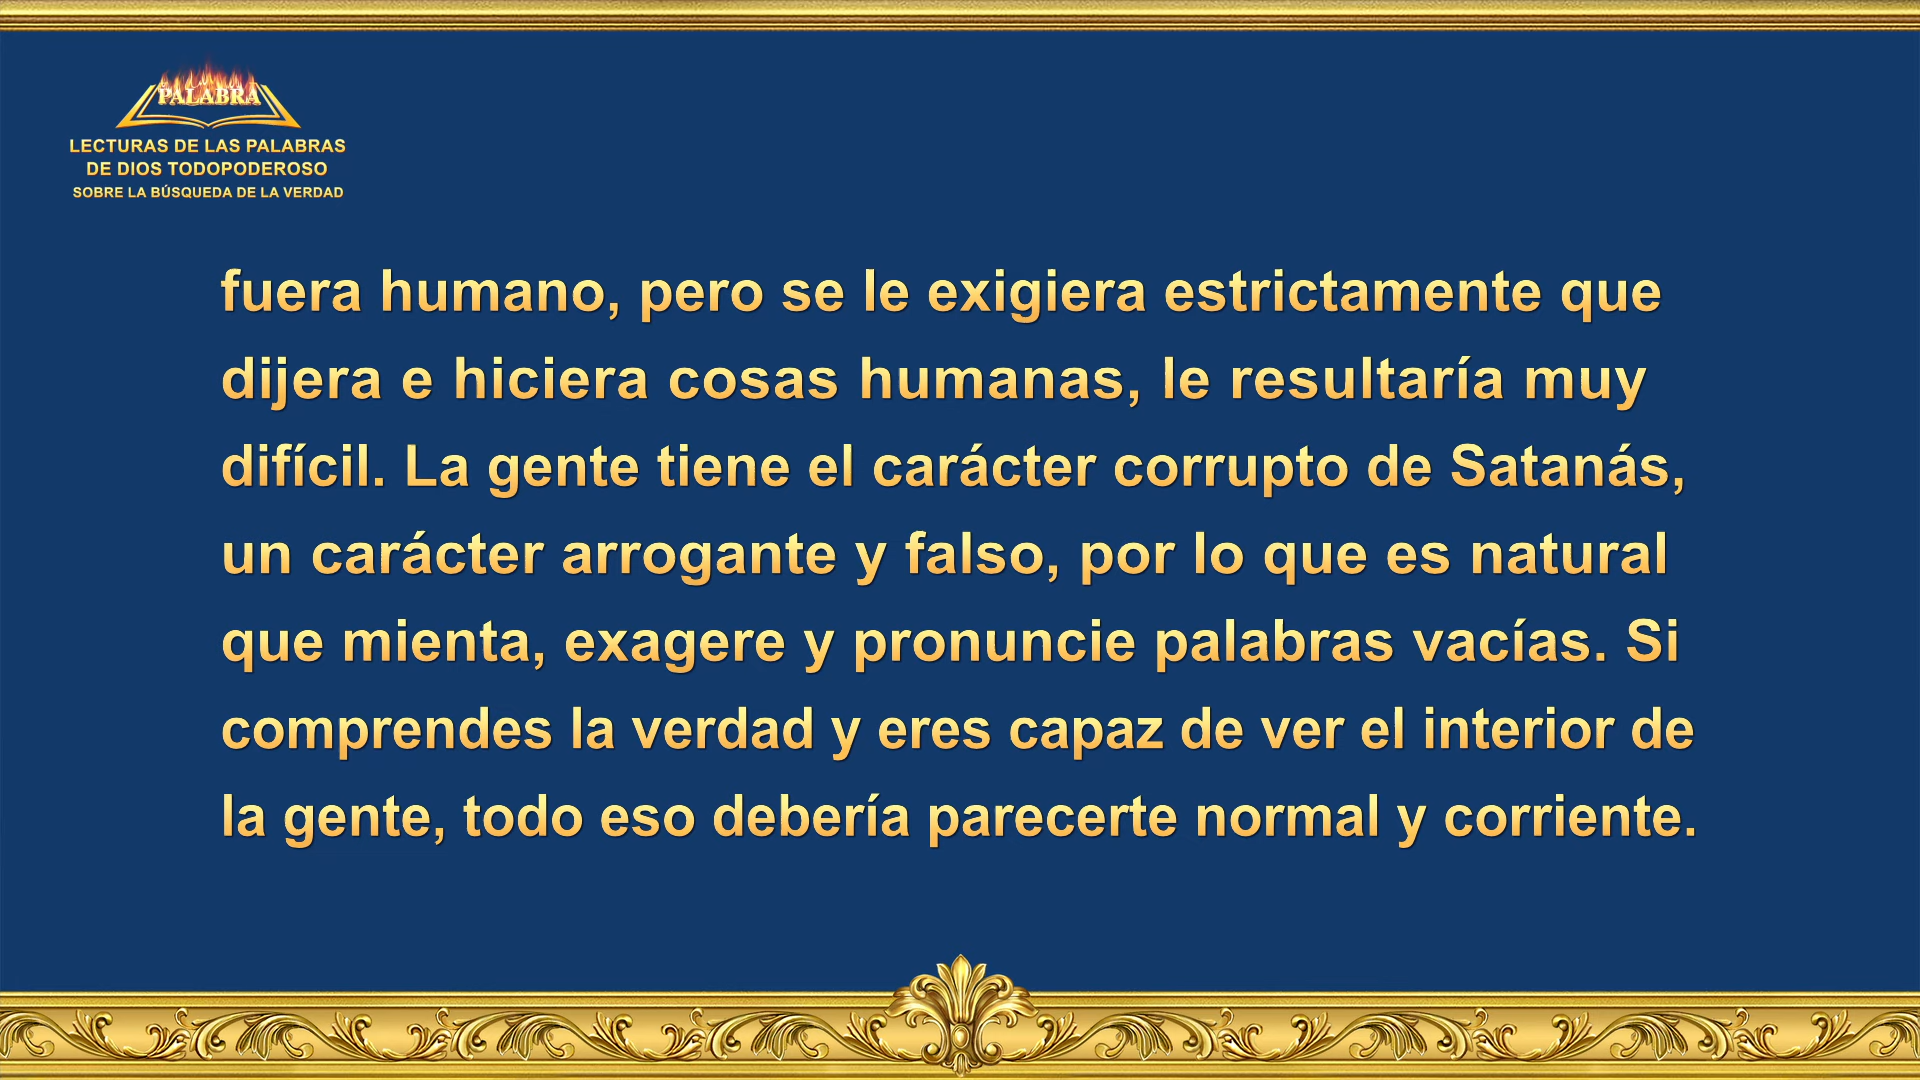 PALABRA
LECTURAS DE LAS PALABRAS
DE DIOS TODOPODEROSO
SOBRE LA BÚSQUEDA DE LA VERDAD
fuera humano, pero se le exigiera estrictamente que
dijera e hiciera cosas humanas, le resultaría muy
difícil. La gente tiene el carácter corrupto de Satanás,
un carácter arrogante y falso, por lo que es natural
que mienta, exagere y pronuncie palabras vacías. Si
comprendes la verdad y eres capaz de ver el interior de
la gente, todo eso debería parecerte normal y corriente.